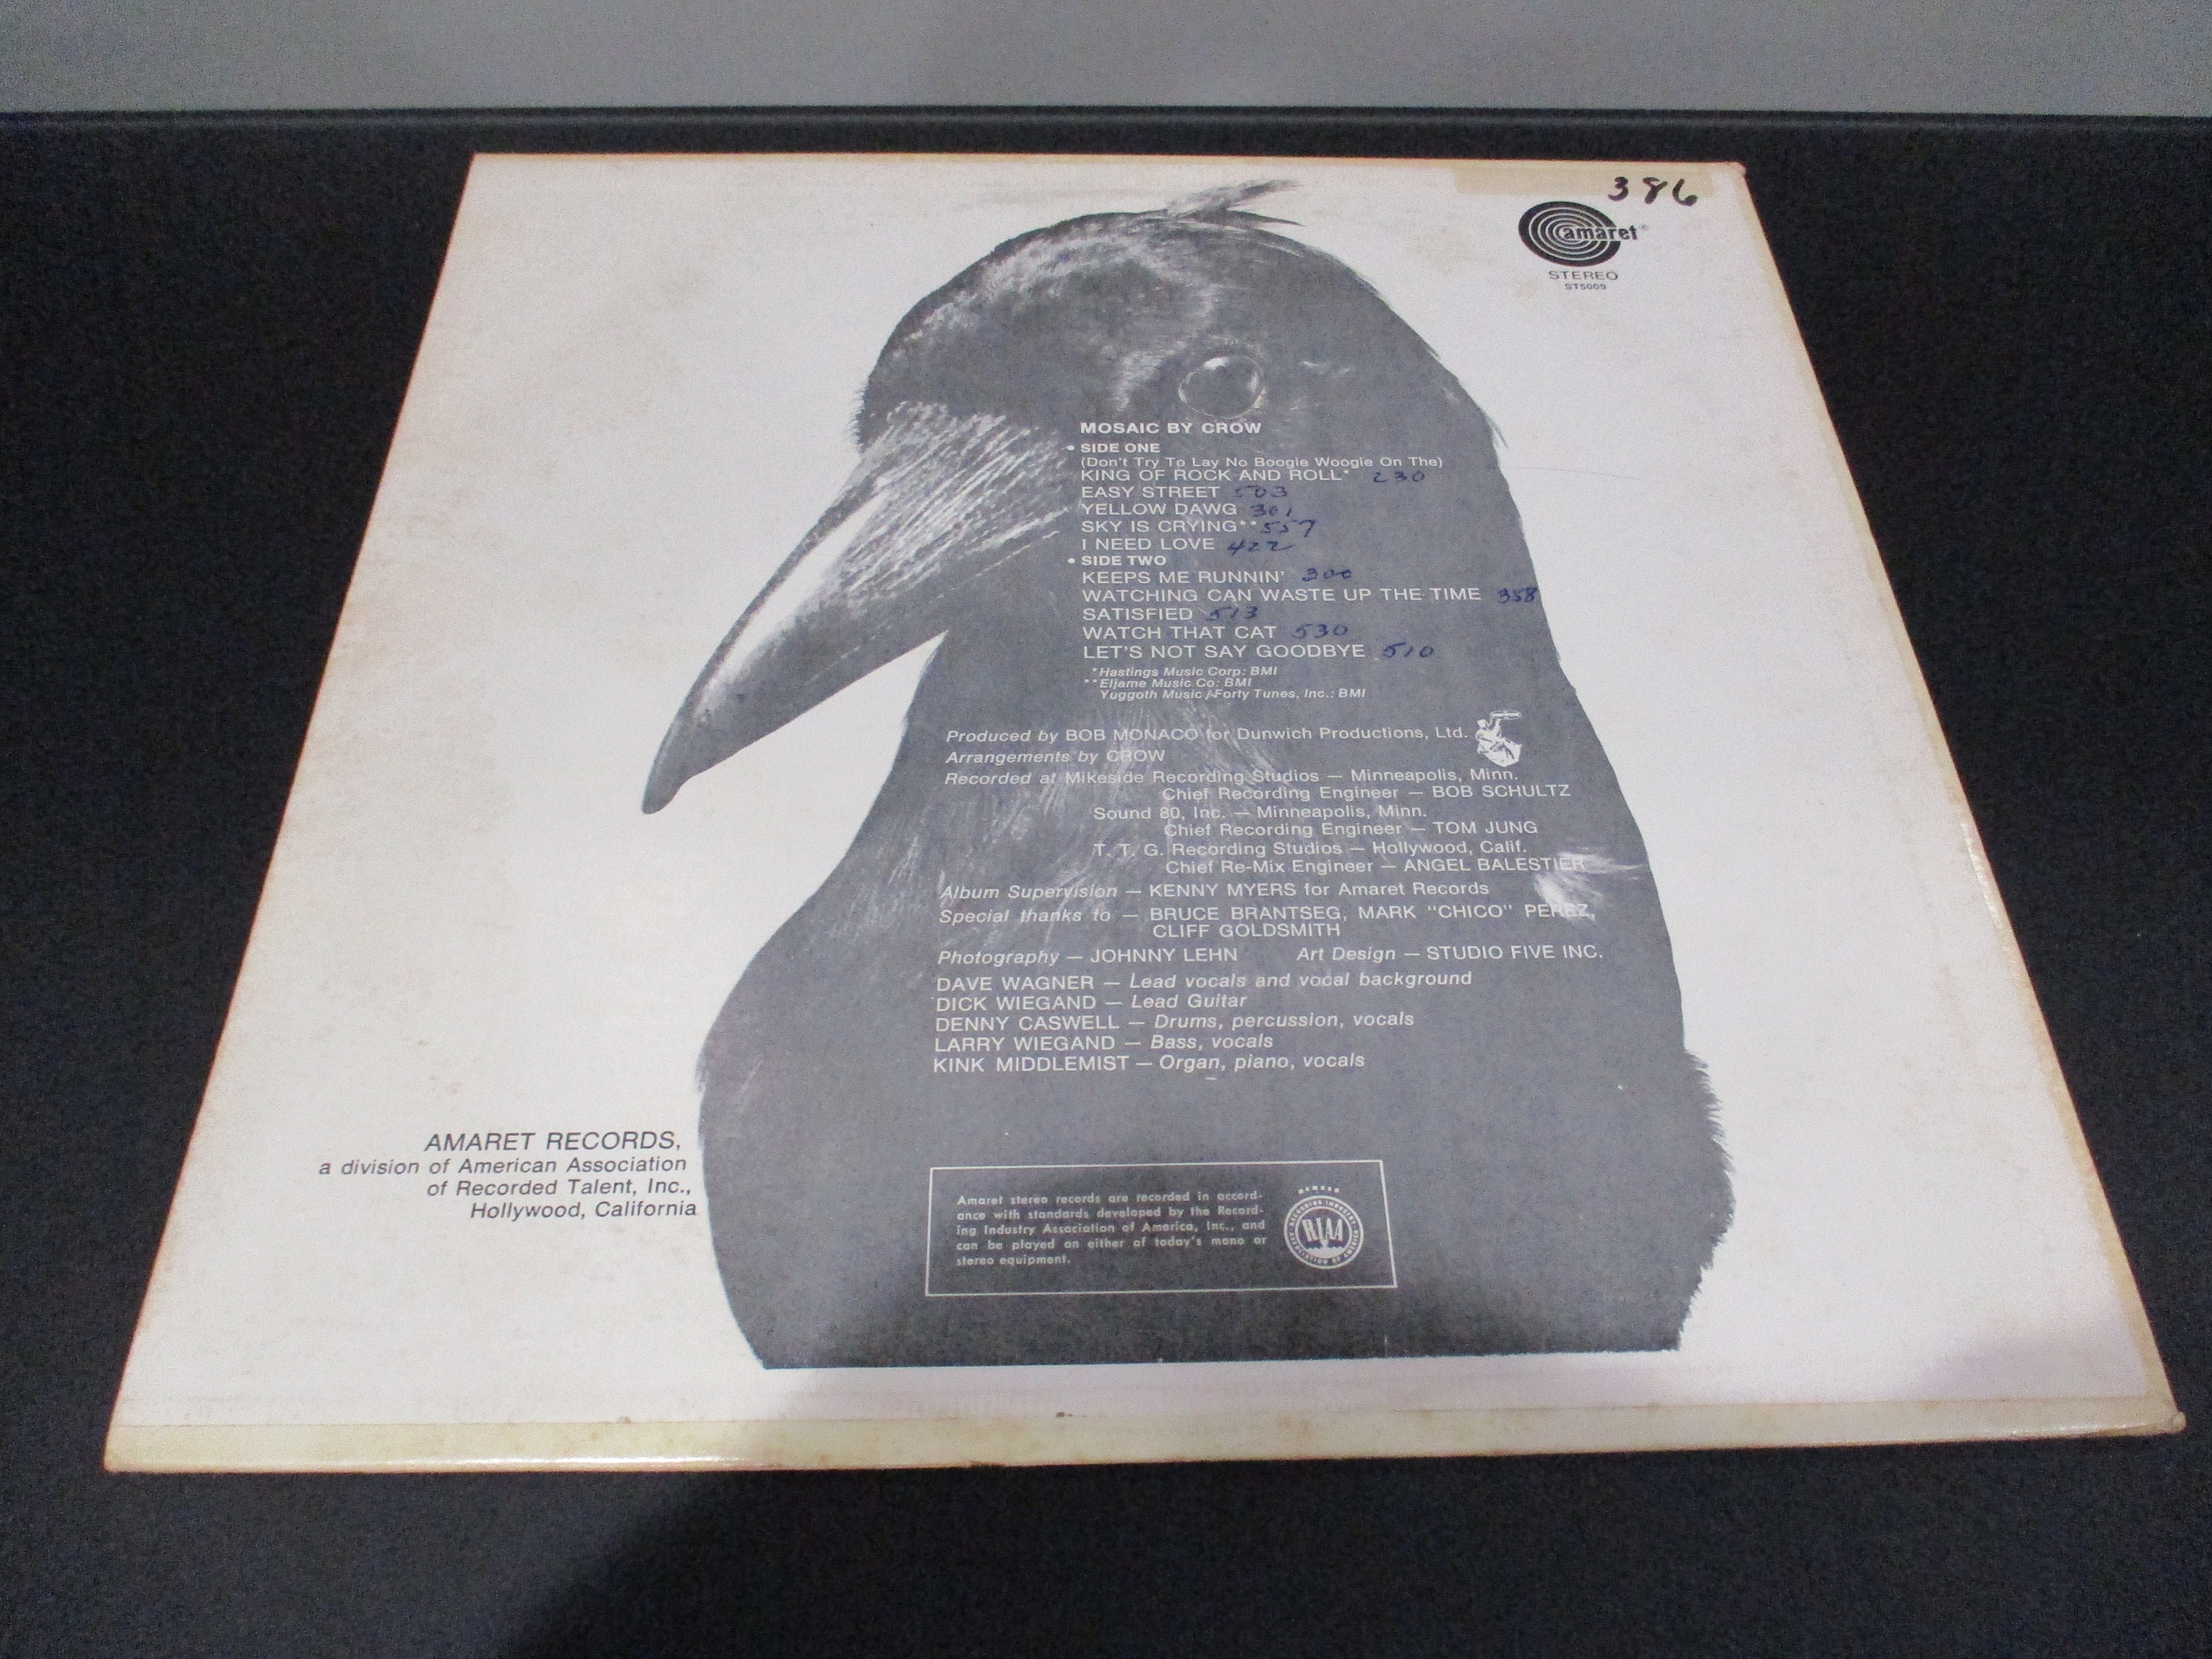 386
amaret®
STEREO
ST5009
MOSAIC BY CROW
• SIDE ONE
(Don't Try To Lay No Boogie Woogie On The)
KING OF ROCK AND ROLL* 230
EASY STREET 503
YELLOW DAWG 301
SKY IS CRYING** 557
I NEED LOVE 422
• SIDE TWO
KEEPS ME RUNNIN' 300
WATCHING CAN WASTE UP THE TIME 358
SATISFIED 513
WATCH THAT CAT 530
LET'S NOT SAY GOODBYE 510
*Hastings Music Corp: BMI
**Eljame Music Co: BMI
Yuggoth Music /Forty Tunes, Inc.: BMI
Produced by BOB MONACO for Dunwich Productions, Ltd.
Arrangements by CROW
Recorded at Mikeside Recording Studios — Minneapolis, Minn.
Chief Recording Engineer — BOB SCHULTZ
Sound 80, Inc. — Minneapolis, Minn.
Chief Recording Engineer — TOM JUNG
T. T. G. Recording Studios — Hollywood, Calif.
Chief Re-Mix Engineer — ANGEL BALESTIER
Album Supervision — KENNY MYERS for Amaret Records
Special thanks to — BRUCE BRANTSEG, MARK "CHICO" PEREZ,
CLIFF GOLDSMITH
Photography — JOHNNY LEHN Art Design — STUDIO FIVE INC.
DAVE WAGNER — Lead vocals and vocal background
DICK WIEGAND — Lead Guitar
DENNY CASWELL — Drums, percussion, vocals
LARRY WIEGAND — Bass, vocals
KINK MIDDLEMIST — Organ, piano, vocals
AMARET RECORDS,
a division of American Association
of Recorded Talent, Inc.,
Hollywood, California
Amaret stereo records are recorded in accord-
ance with standards developed by the Record-
ing Industry Association of America, Inc., and
can be played on either of today's mono or
stereo equipment.
MEMBER
RECORDING INDUSTRY
RIAA
ASSOCIATION OF AMERICA